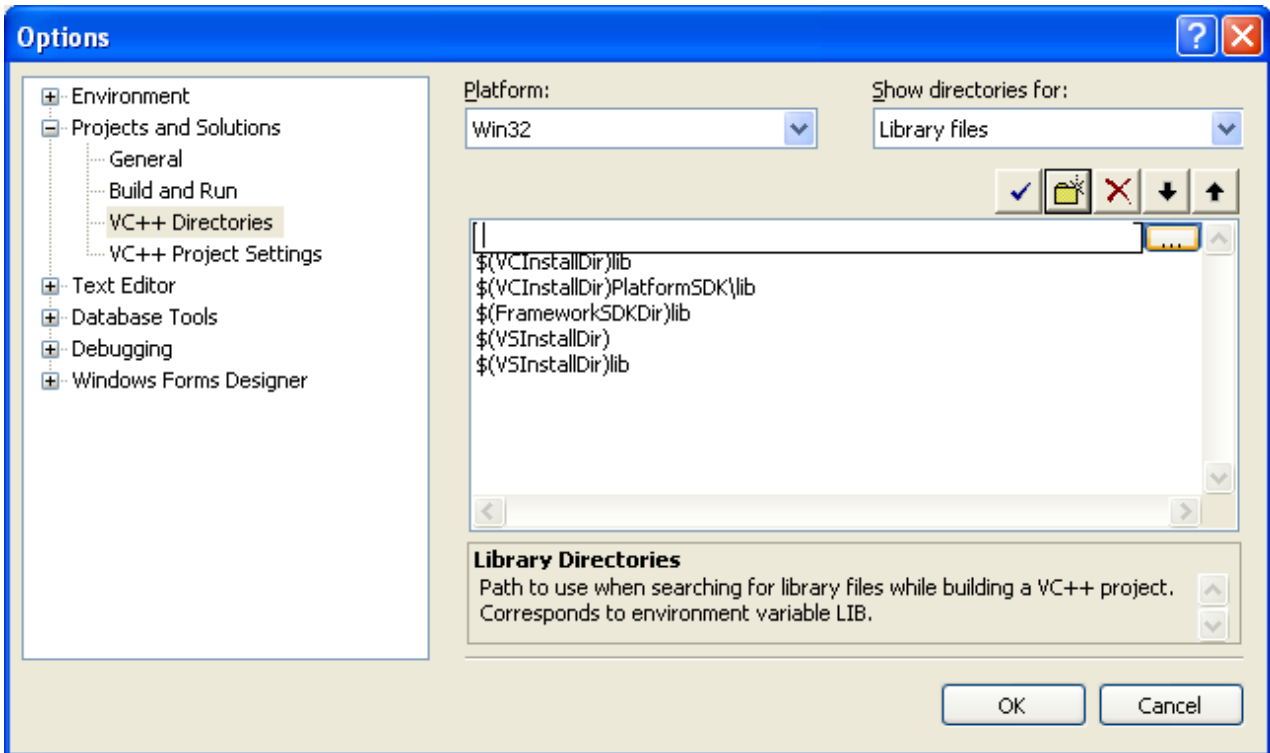 Options
Environment
Projects and Solutions
General
Build and Run
VC++ Directories
VC++ Project Settings
Text Editor
Database Tools
Debugging
Windows Forms Designer
Platform:
Win32
Show directories for:
Library files
...
$(VCInstallDir)lib
$(VCInstallDir)PlatformSDK\lib
$(FrameworkSDKDir)lib
$(VSInstallDir)
$(VSInstallDir)lib
Library Directories
Path to use when searching for library files while building a VC++ project.
Corresponds to environment variable LIB.
OK
Cancel